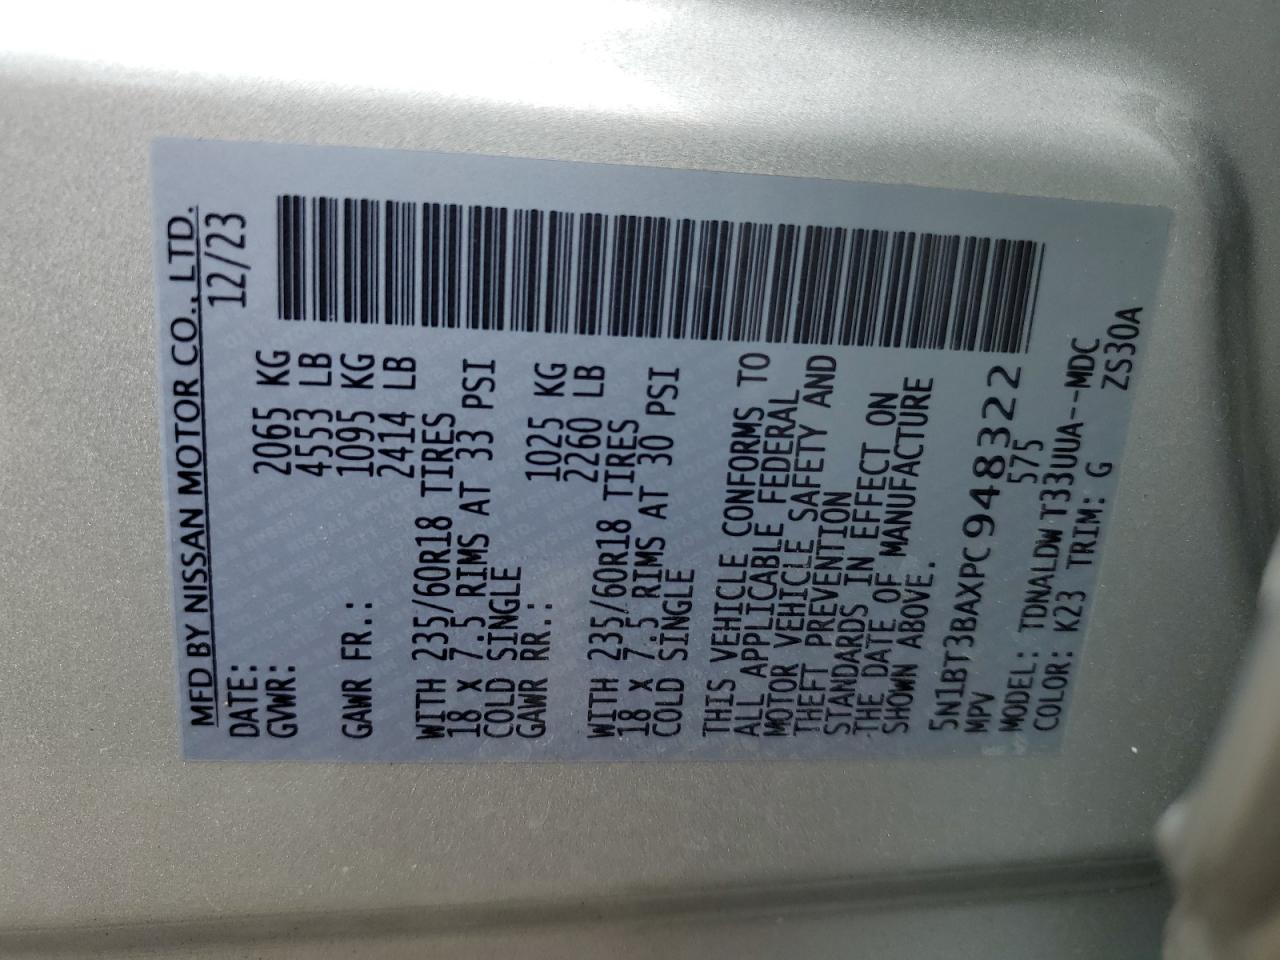 MFD BY NISSAN MOTOR CO., LTD.
DATE: 12/23
GVWR: 2065 KG
4553 LB
GAWR FR.: 1095 KG
2414 LB
WITH 235/60R18 TIRES
18 X 7.5 RIMS AT 33 PSI
COLD SINGLE
GAWR RR.: 1025 KG
2260 LB
WITH 235/60R18 TIRES
18 X 7.5 RIMS AT 30 PSI
COLD SINGLE
THIS VEHICLE CONFORMS TO
ALL APPLICABLE FEDERAL
MOTOR VEHICLE SAFETY AND
THEFT PREVENTION
STANDARDS IN EFFECT ON
THE DATE OF MANUFACTURE
SHOWN ABOVE.
5N1BT3BAXPC948322
MPV 575
MODEL: TDNALDW T33UUA--MDC
COLOR: K23 TRIM: G ZS30A